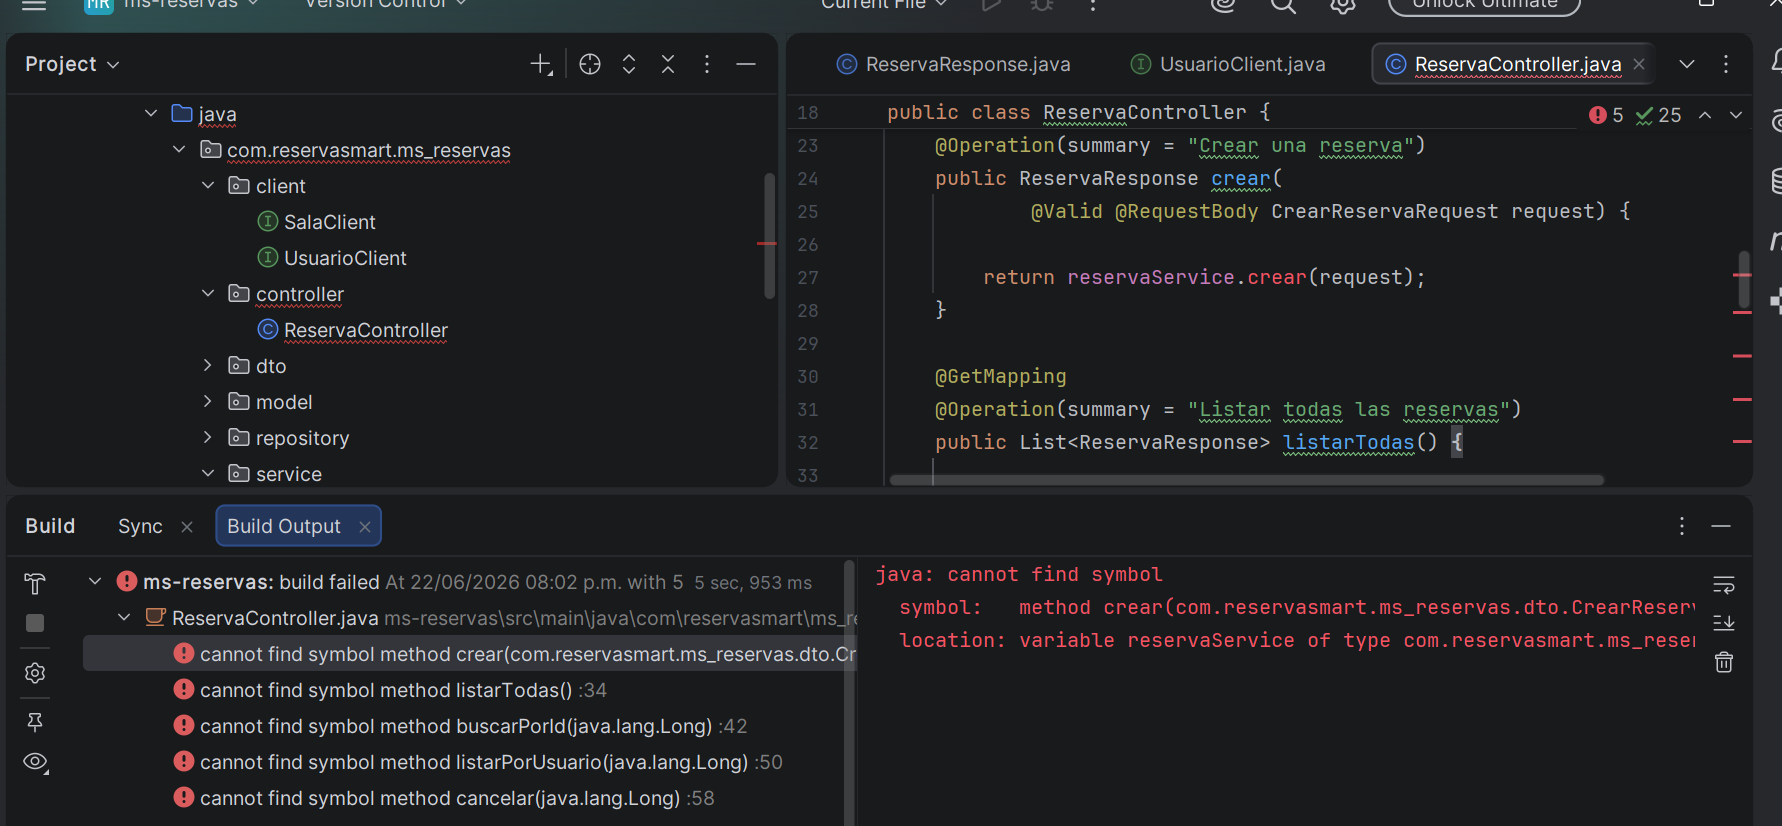 MR ms-reservas Version Control Current File Unlock Ultimate
Project
java
com.reservasmart.ms_reservas
client
SalaClient
UsuarioClient
controller
ReservaController
dto
model
repository
service
ReservaResponse.java UsuarioClient.java ReservaController.java
18 public class ReservaController { 5 25
23 @Operation(summary = "Crear una reserva")
24 public ReservaResponse crear(
25 @Valid @RequestBody CrearReservaRequest request) {
26
27 return reservaService.crear(request);
28 }
29
30 @GetMapping
31 @Operation(summary = "Listar todas las reservas")
32 public List<ReservaResponse> listarTodas() {
33
Build Sync Build Output
ms-reservas: build failed At 22/06/2026 08:02 p.m. with 5 5 sec, 953 ms
ReservaController.java ms-reservas\src\main\java\com\reservasmart\ms_re
cannot find symbol method crear(com.reservasmart.ms_reservas.dto.Cr
cannot find symbol method listarTodas() :34
cannot find symbol method buscarPorId(java.lang.Long) :42
cannot find symbol method listarPorUsuario(java.lang.Long) :50
cannot find symbol method cancelar(java.lang.Long) :58
java: cannot find symbol
symbol: method crear(com.reservasmart.ms_reservas.dto.CrearReserv
location: variable reservaService of type com.reservasmart.ms_reser